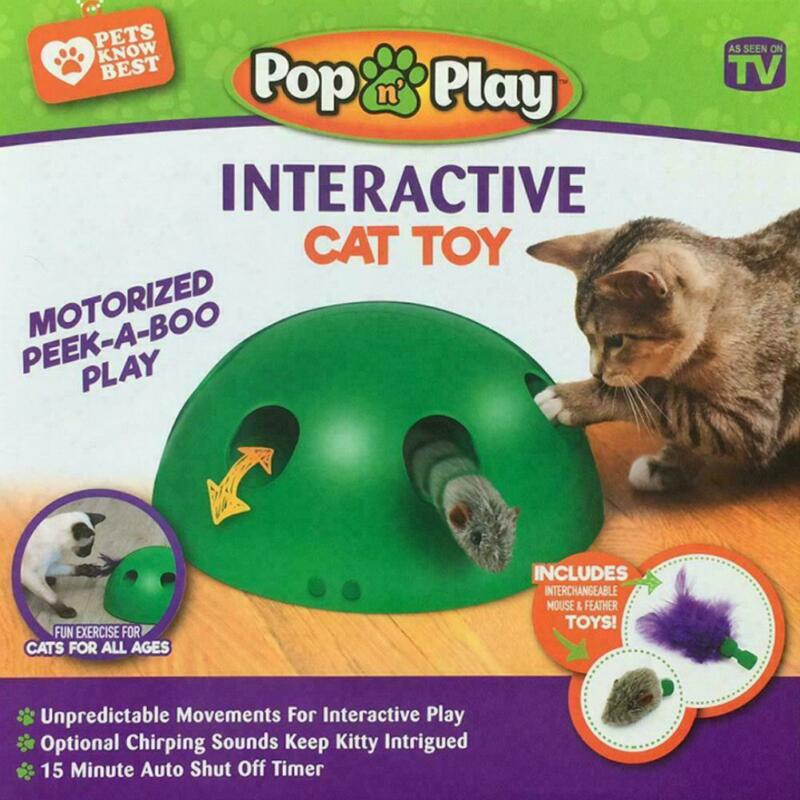 PETS
KNOW
BEST
Pop n' Play™
AS SEEN ON
TV
INTERACTIVE
CAT TOY
MOTORIZED
PEEK-A-BOO
PLAY
INCLUDES
INTERCHANGEABLE
MOUSE & FEATHER
TOYS!
FUN EXERCISE FOR
CATS FOR ALL AGES
Unpredictable Movements For Interactive Play
Optional Chirping Sounds Keep Kitty Intrigued
15 Minute Auto Shut Off Timer